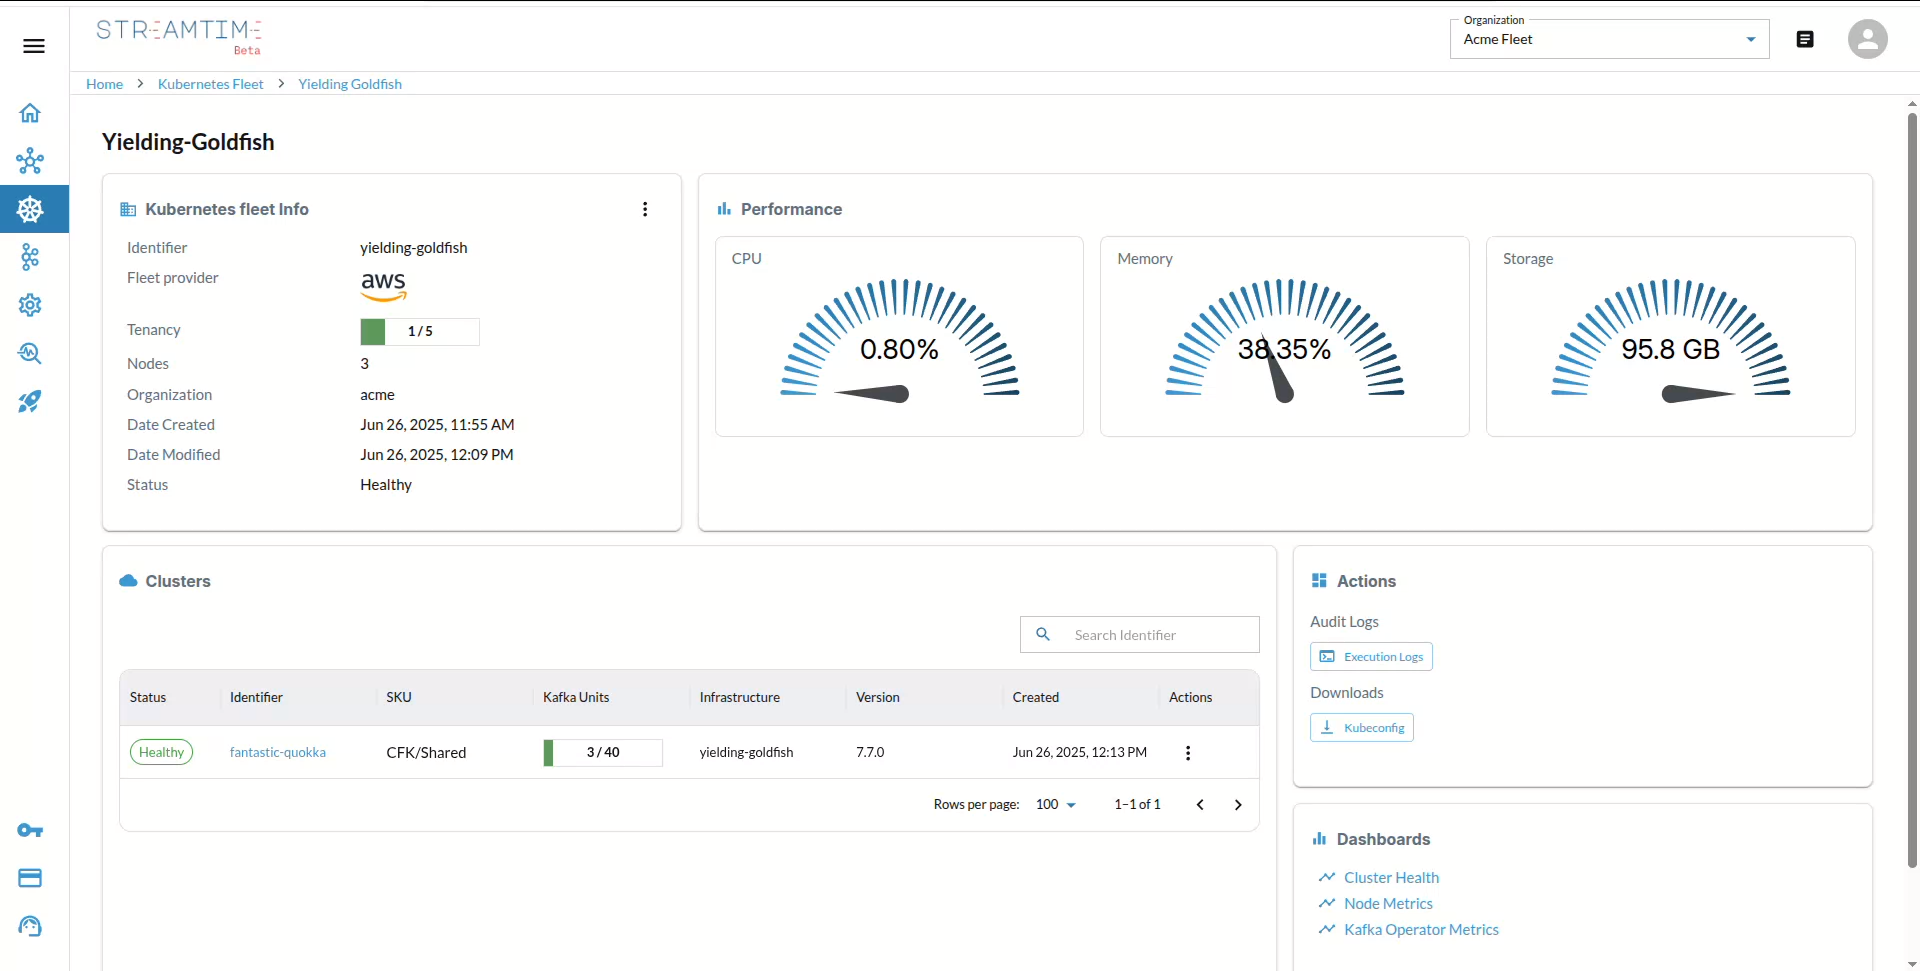 STREAMTIME
Beta
Organization
Acme Fleet
Home > Kubernetes Fleet > Yielding Goldfish
Yielding-Goldfish
Kubernetes fleet Info
Identifier yielding-goldfish
Fleet provider aws
Tenancy 1 / 5
Nodes 3
Organization acme
Date Created Jun 26, 2025, 11:55 AM
Date Modified Jun 26, 2025, 12:09 PM
Status Healthy
Performance
CPU
0.80%
Memory
38.35%
Storage
95.8 GB
Clusters
Search Identifier
Status Identifier SKU Kafka Units Infrastructure Version Created Actions
Healthy fantastic-quokka CFK/Shared 3 / 40 yielding-goldfish 7.7.0 Jun 26, 2025, 12:13 PM
Rows per page: 100 1–1 of 1
Actions
Audit Logs
Execution Logs
Downloads
Kubeconfig
Dashboards
Cluster Health
Node Metrics
Kafka Operator Metrics